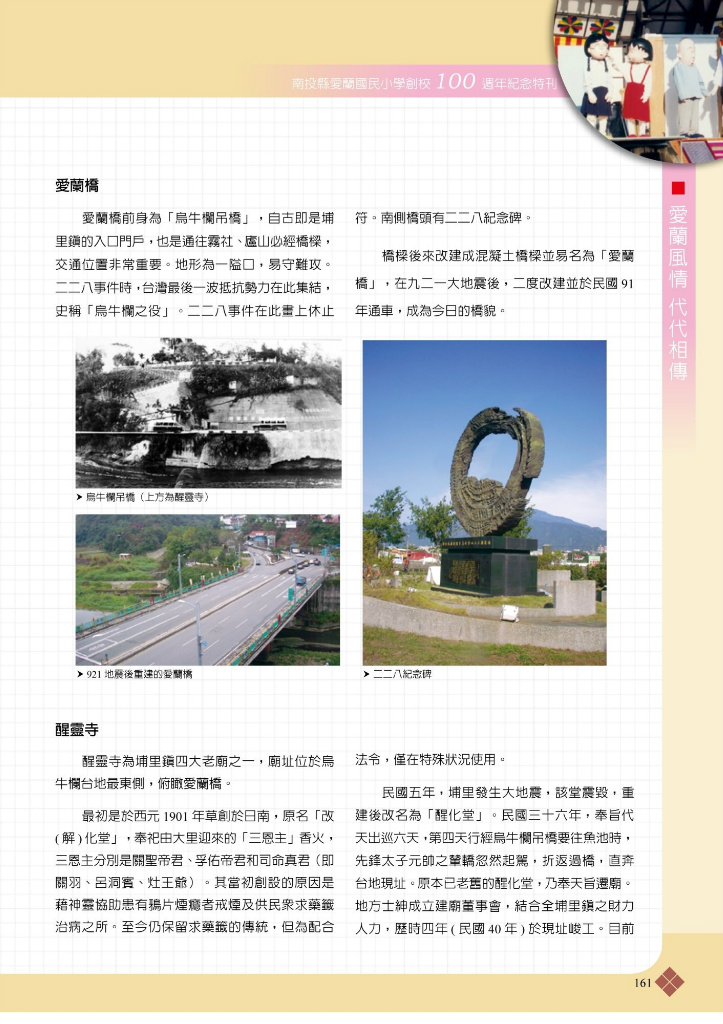 南投縣愛蘭國民小學創校 100 週年紀念特刊
愛蘭風情 代代相傳
愛蘭橋
愛蘭橋前身為「烏牛欄吊橋」，自古即是埔
里鎮的入口門戶，也是通往霧社、廬山必經橋樑，
交通位置非常重要。地形為一隘口，易守難攻。
二二八事件時，台灣最後一波抵抗勢力在此集結，
史稱「烏牛欄之役」。二二八事件在此畫上休止
符。南側橋頭有二二八紀念碑。
橋樑後來改建成混凝土橋樑並易名為「愛蘭
橋」，在九二一大地震後，二度改建並於民國 91
年通車，成為今日的橋貌。
➤ 烏牛欄吊橋（上方為醒靈寺）
➤ 921 地震後重建的愛蘭橋
➤ 二二八紀念碑
醒靈寺
醒靈寺為埔里鎮四大老廟之一，廟址位於烏
牛欄台地最東側，俯瞰愛蘭橋。
最初是於西元 1901 年草創於日南，原名「改
( 解 ) 化堂」，奉祀由大里迎來的「三恩主」香火，
三恩主分別是關聖帝君、孚佑帝君和司命真君（即
關羽、呂洞賓、灶王爺）。其當初創設的原因是
藉神靈協助患有鴉片煙癮者戒煙及供民眾求藥籤
治病之所。至今仍保留求藥籤的傳統，但為配合
法令，僅在特殊狀況使用。
民國五年，埔里發生大地震，該堂震毀，重
建後改名為「醒化堂」。民國三十六年，奉旨代
天出巡六天，第四天行經烏牛欄吊橋要往魚池時，
先鋒太子元帥之輦轎忽然起駕，折返過橋，直奔
台地現址。原本已老舊的醒化堂，乃奉天旨遷廟。
地方士紳成立建廟董事會，結合全埔里鎮之財力
人力，歷時四年 ( 民國 40 年 ) 於現址峻工。目前
161